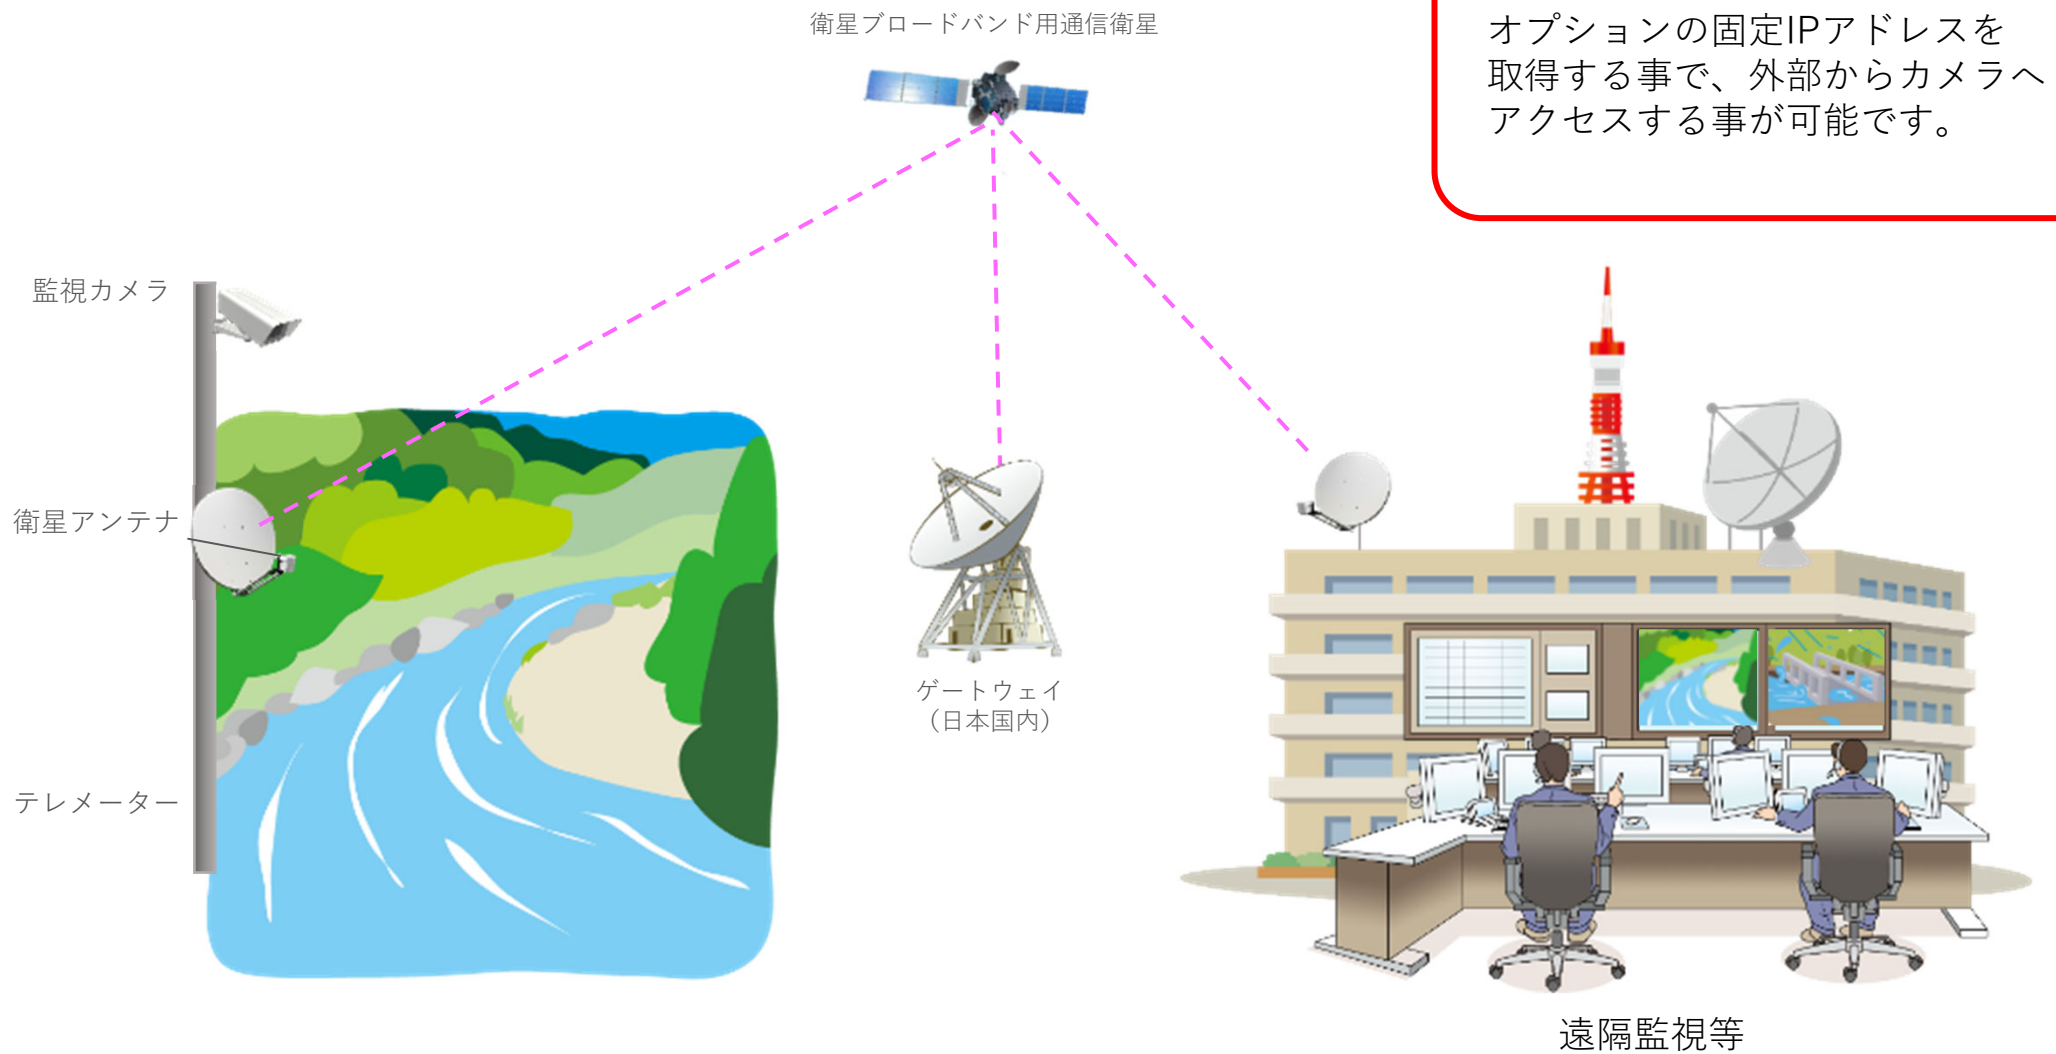 衛星ブロードバンド用通信衛星
オプションの固定IPアドレスを
取得する事で、外部からカメラへ
アクセスする事が可能です。
監視カメラ
衛星アンテナ
ゲートウェイ
（日本国内）
テレメーター
遠隔監視等